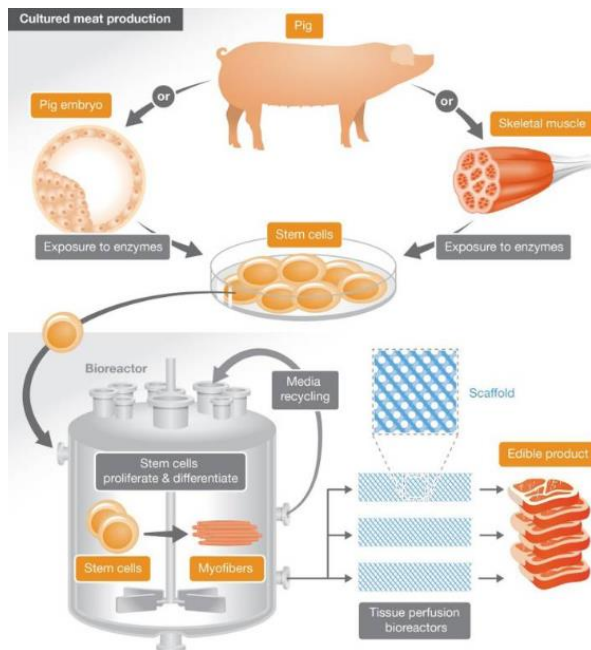 Cultured meat production
Pig
or
or
Pig embryo
Skeletal muscle
Exposure to enzymes
Stem cells
Exposure to enzymes
Bioreactor
Media
recycling
Scaffold
Stem cells
proliferate & differentiate
Edible product
Stem cells
Myofibers
Tissue perfusion
bioreactors